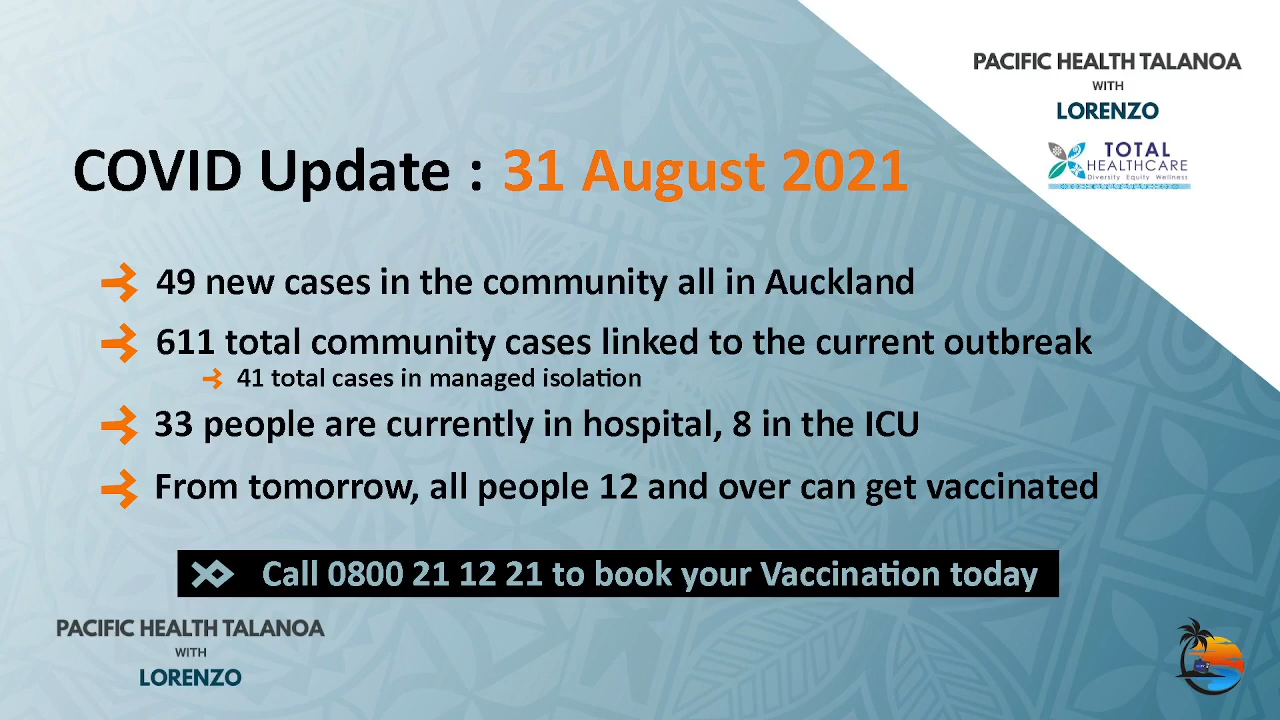 PACIFIC HEALTH TALANOA
WITH
LORENZO
TOTAL
HEALTHCARE
Diversity Equity Wellness
COVID Update : 31 August 2021
49 new cases in the community all in Auckland
611 total community cases linked to the current outbreak
41 total cases in managed isolation
33 people are currently in hospital, 8 in the ICU
From tomorrow, all people 12 and over can get vaccinated
Call 0800 21 12 21 to book your Vaccination today
PACIFIC HEALTH TALANOA
WITH
LORENZO